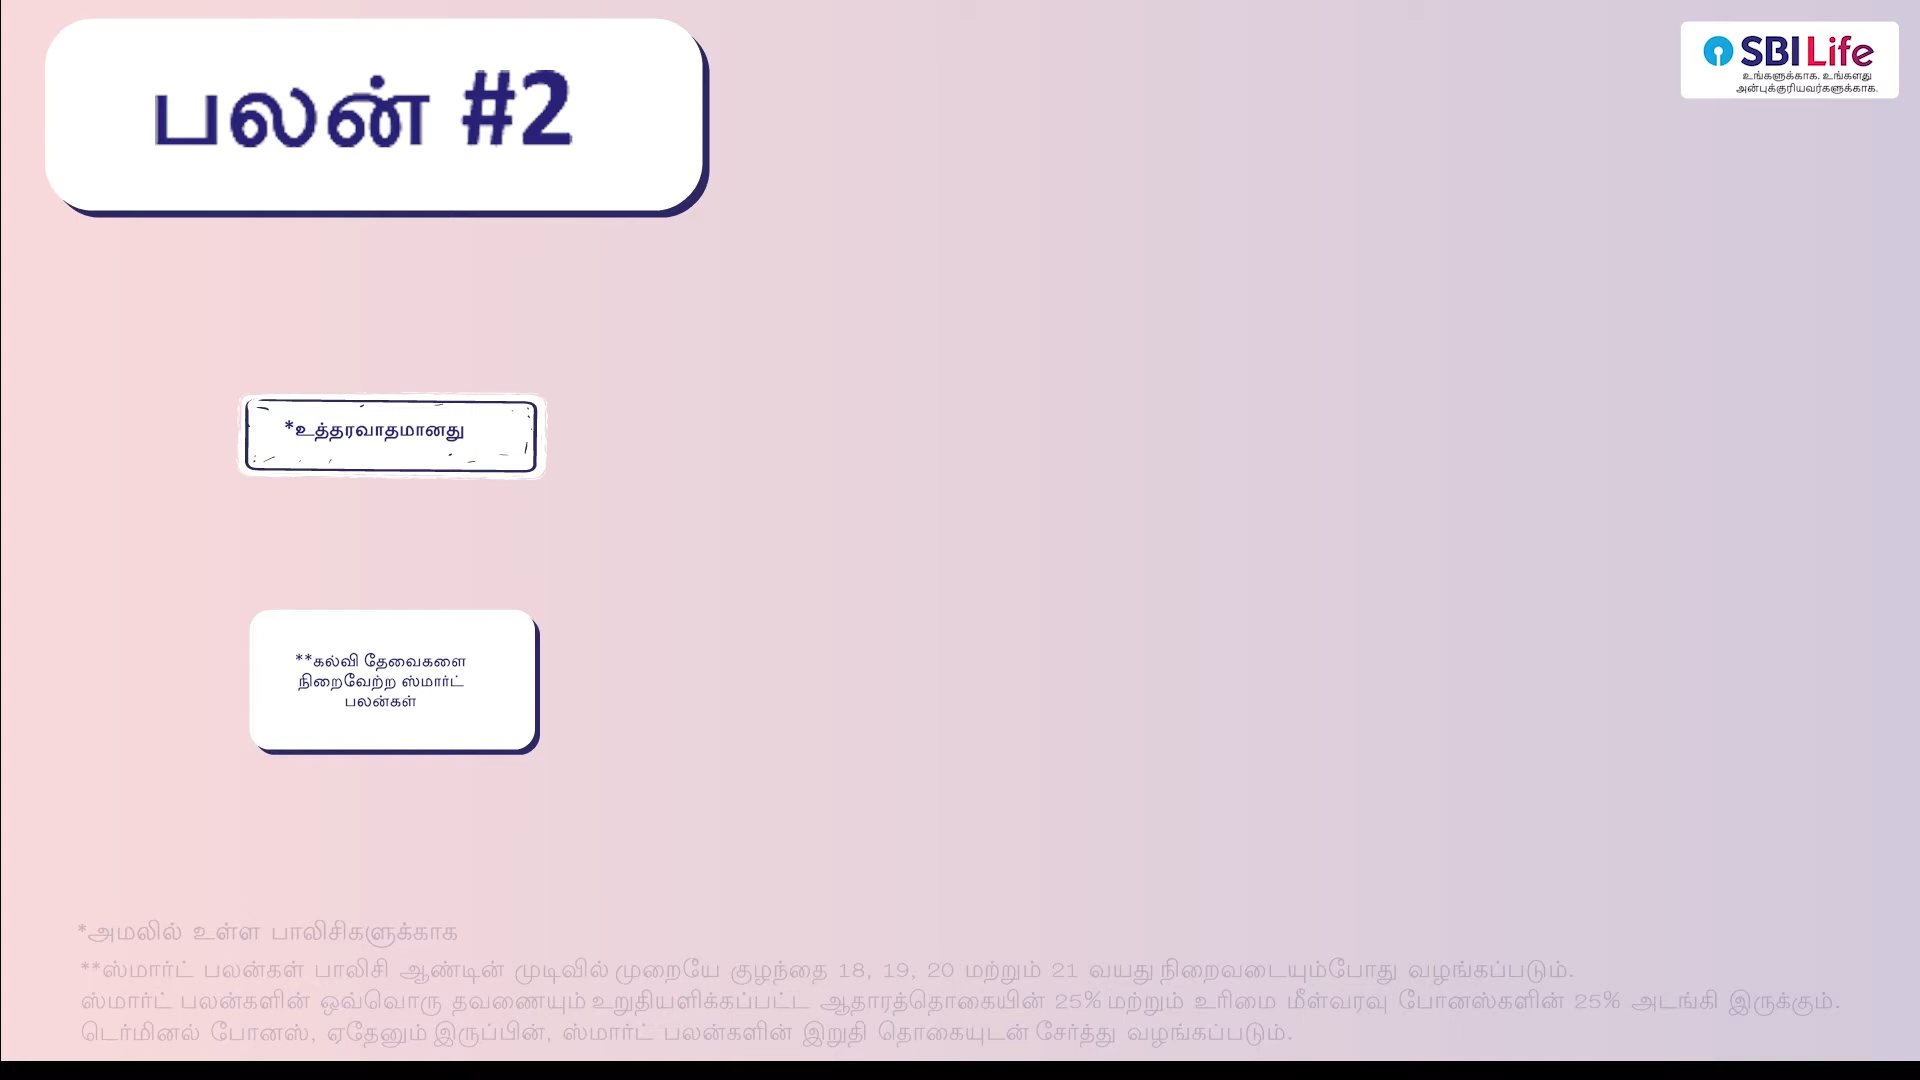 பலன் #2
SBI Life
உங்களுக்காக. உங்களது
அன்புக்குரியவர்களுக்காக.
*உத்தரவாதமானது
**கல்வி தேவைகளை
நிறைவேற்ற ஸ்மார்ட்
பலன்கள்
*அமலில் உள்ள பாலிசிகளுக்காக
**ஸ்மார்ட் பலன்கள் பாலிசி ஆண்டின் முடிவில் முறையே குழந்தை 18, 19, 20 மற்றும் 21 வயது நிறைவடையும்போது வழங்கப்படும்.
ஸ்மார்ட் பலன்களின் ஒவ்வொரு தவணையும் உறுதியளிக்கப்பட்ட ஆதாரத்தொகையின் 25% மற்றும் உரிமை மீள்வரவு போனஸ்களின் 25% அடங்கி இருக்கும்.
டெர்மினல் போனஸ், ஏதேனும் இருப்பின், ஸ்மார்ட் பலன்களின் இறுதி தொகையுடன் சேர்த்து வழங்கப்படும்.